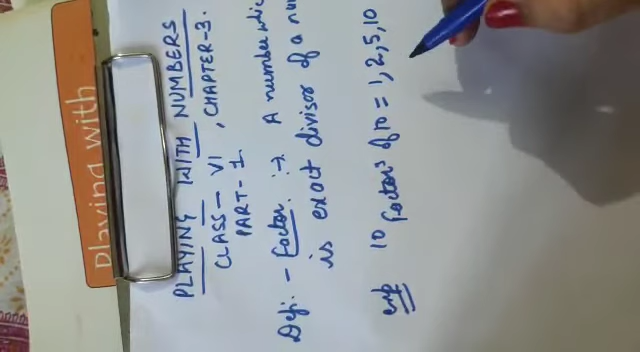 Playing with
PLAYING WITH NUMBERS
CLASS - VI, CHAPTER-3.
PART-1.
Def: - Factor :→ A number
is exact divisor of a
exp 10 Factors of 10 = 1, 2, 5, 10